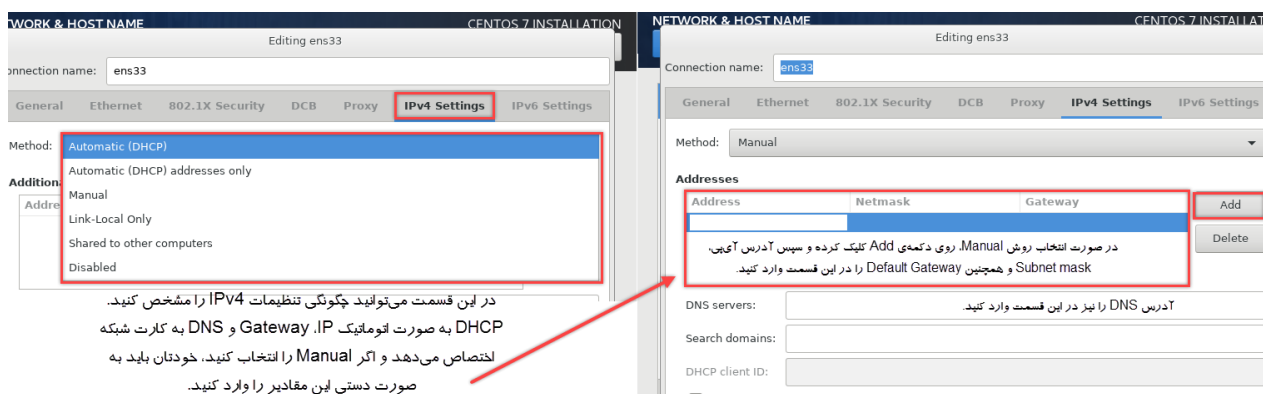 TWORK & HOST NAME
CENTOS 7 INSTALLATION
Editing ens33
onnection name: ens33
General Ethernet 802.1X Security DCB Proxy IPv4 Settings IPv6 Settings
Method: Automatic (DHCP)
Automatic (DHCP) addresses only
Additiona
Manual
Addre
Link-Local Only
Shared to other computers
Disabled
در این قسمت می‌توانید چگونگی تنظیمات IPv4 را مشخص کنید.
DHCP به صورت اتوماتیک IP، Gateway و DNS به کارت شبکه
اختصاص می‌دهد و اگر Manual را انتخاب کنید، خودتان باید به
صورت دستی این مقادیر را وارد کنید.
NETWORK & HOST NAME
CENTOS 7 INSTALLAT
Editing ens33
Connection name: ens33
General Ethernet 802.1X Security DCB Proxy IPv4 Settings IPv6 Settings
Method: Manual
Addresses
Address Netmask Gateway
Add
Delete
در صورت انتخاب روش Manual، روی دکمه‌ی Add کلیک کرده و سپس آدرس آی‌پی،
Subnet mask و همچنین Default Gateway را در این قسمت وارد کنید.
DNS servers: آدرس DNS را نیز در این قسمت وارد کنید.
Search domains:
DHCP client ID: